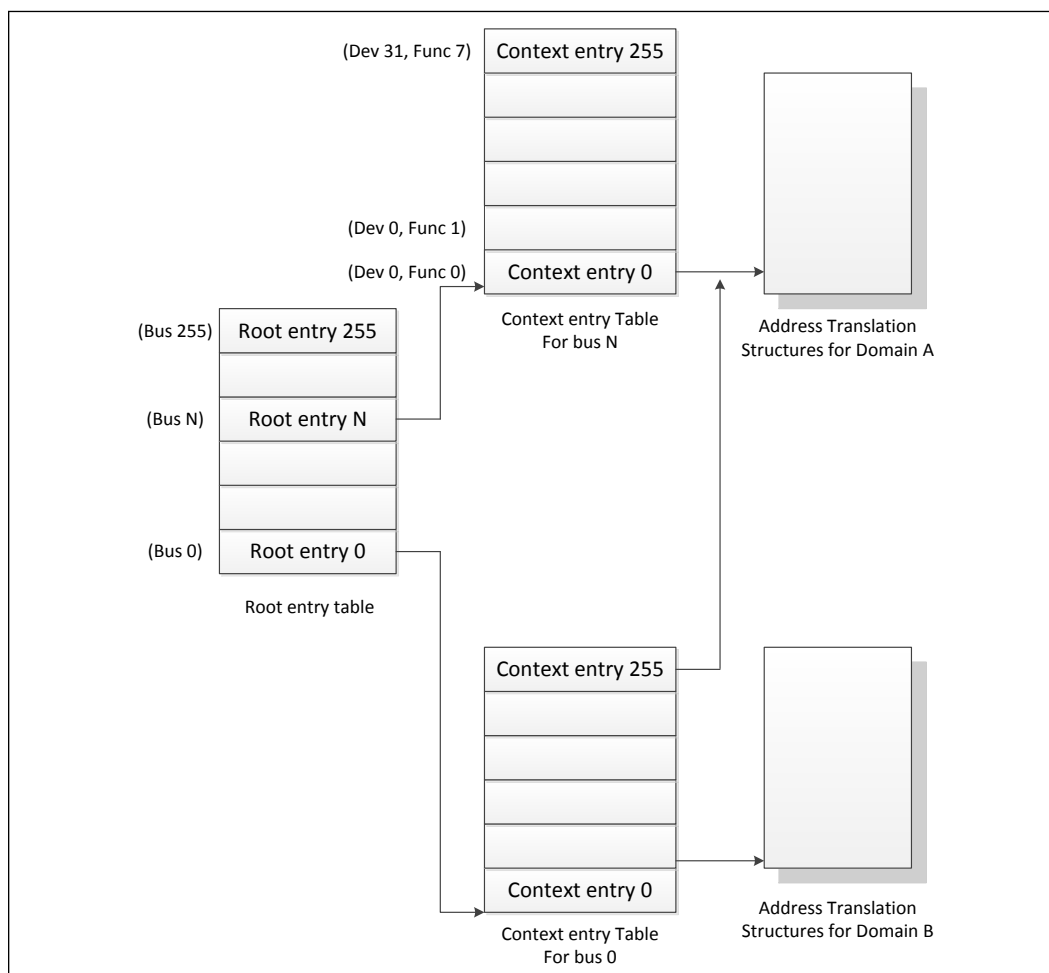 (Dev 31, Func 7)
Context entry 255
(Dev 0, Func 1)
(Dev 0, Func 0)
Context entry 0
Context entry Table
For bus N
Address Translation
Structures for Domain A
(Bus 255)
Root entry 255
(Bus N)
Root entry N
(Bus 0)
Root entry 0
Root entry table
Context entry 255
Context entry 0
Context entry Table
For bus 0
Address Translation
Structures for Domain B